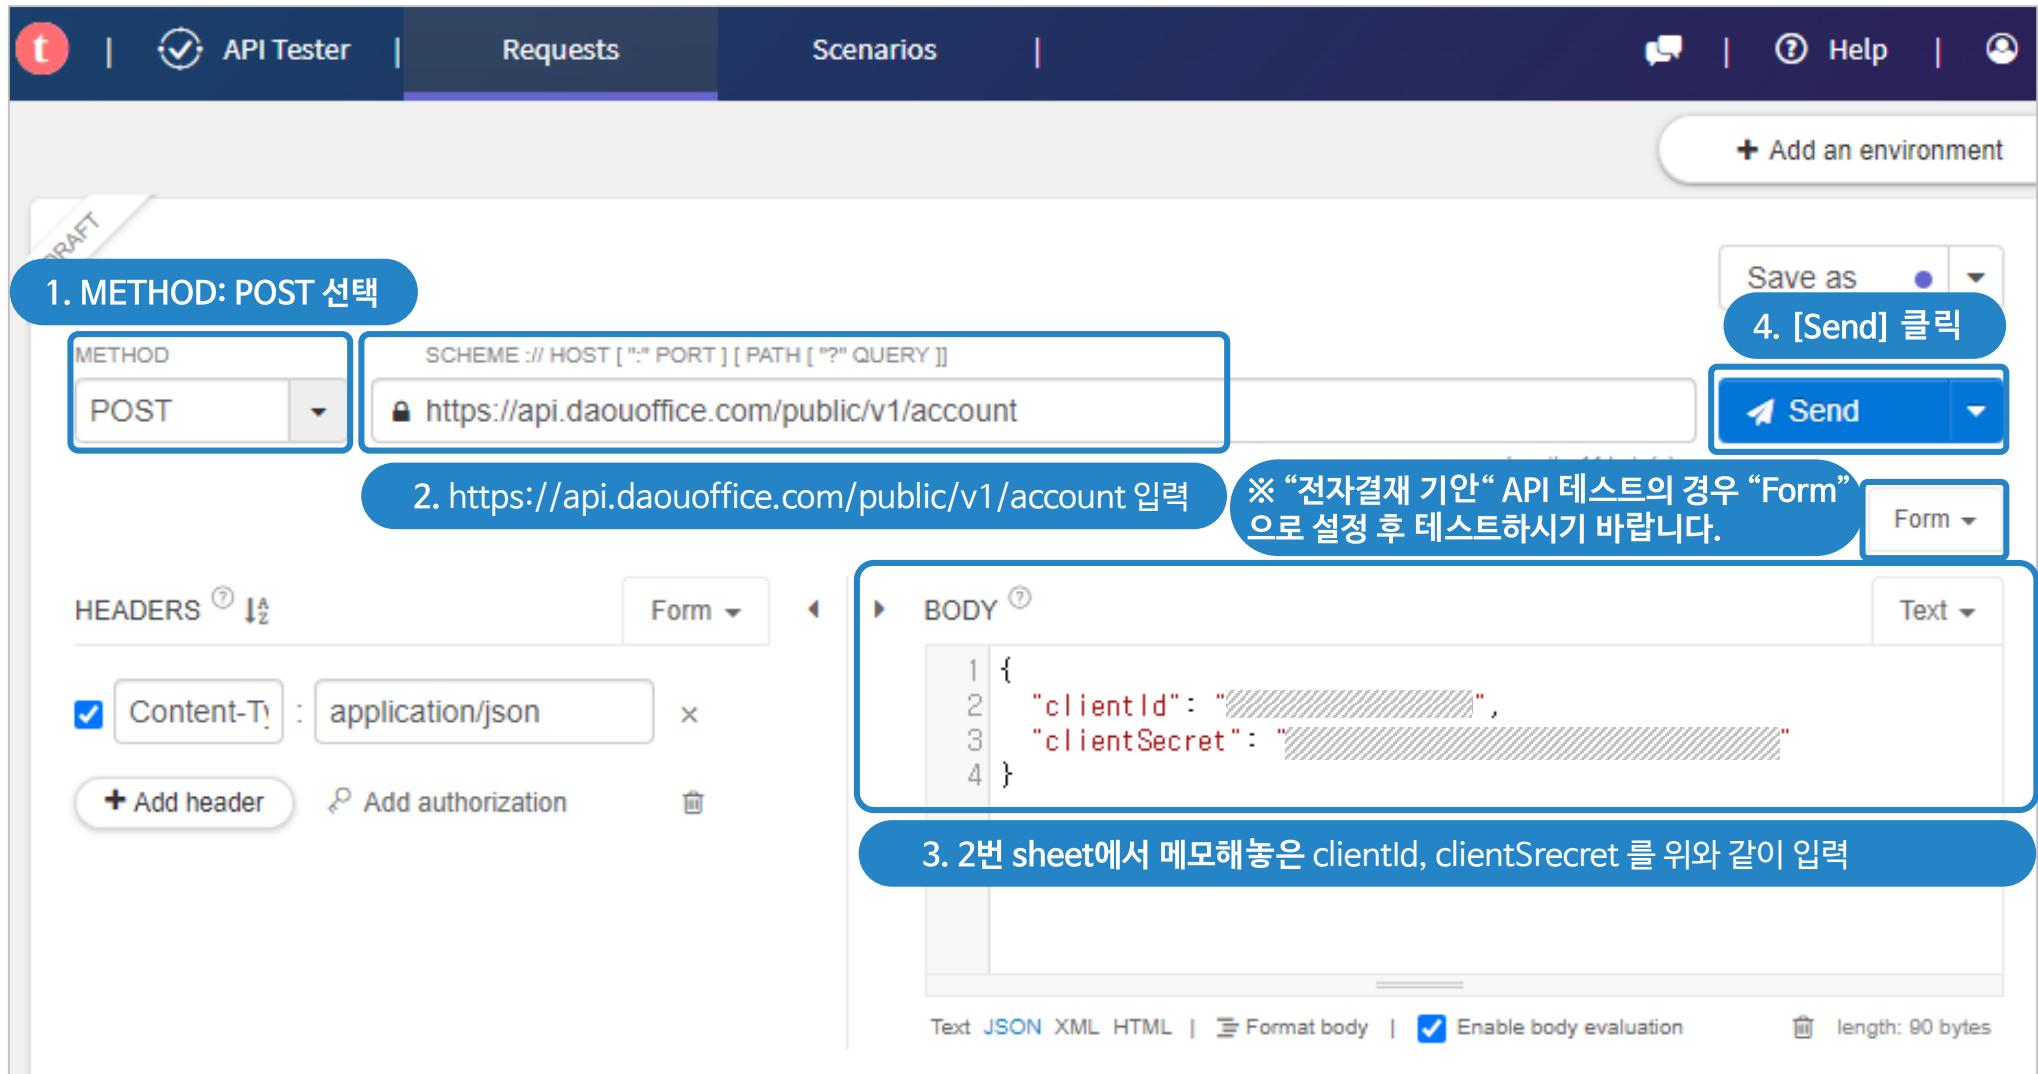 t | API Tester | Requests Scenarios | | Help |
+ Add an environment
DRAFT
1. METHOD: POST 선택
Save as
4. [Send] 클릭
METHOD
SCHEME :// HOST [ ":" PORT ] [ PATH [ "?" QUERY ]]
POST
https://api.daouoffice.com/public/v1/account
Send
2. https://api.daouoffice.com/public/v1/account 입력
※ “전자결재 기안“ API 테스트의 경우 “Form”
으로 설정 후 테스트하시기 바랍니다.
Form
HEADERS ? Form
BODY ? Text
1 {
2 "clientId": "",
3 "clientSecret": ""
4 }
Content-Ty : application/json ×
+ Add header Add authorization
3. 2번 sheet에서 메모해놓은 clientId, clientSrecret 를 위와 같이 입력
Text JSON XML HTML | Format body | Enable body evaluation length: 90 bytes